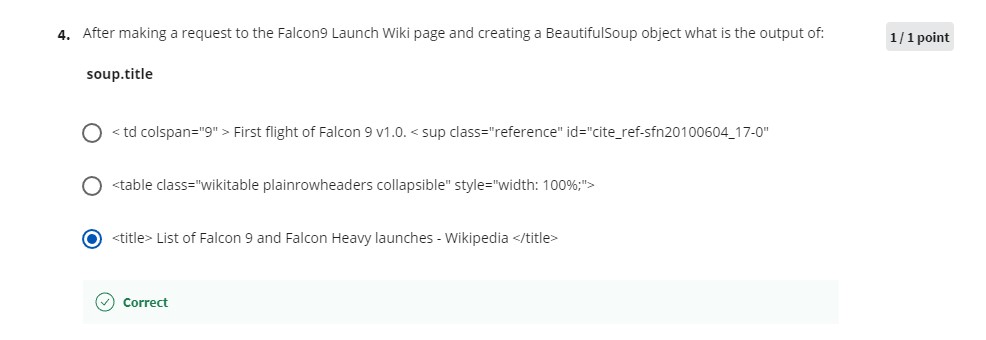 4. After making a request to the Falcon9 Launch Wiki page and creating a BeautifulSoup object what is the output of:
1 / 1 point
soup.title
< td colspan="9" > First flight of Falcon 9 v1.0. < sup class="reference" id="cite_ref-sfn20100604_17-0"
<table class="wikitable plainrowheaders collapsible" style="width: 100%;">
<title> List of Falcon 9 and Falcon Heavy launches - Wikipedia </title>
Correct